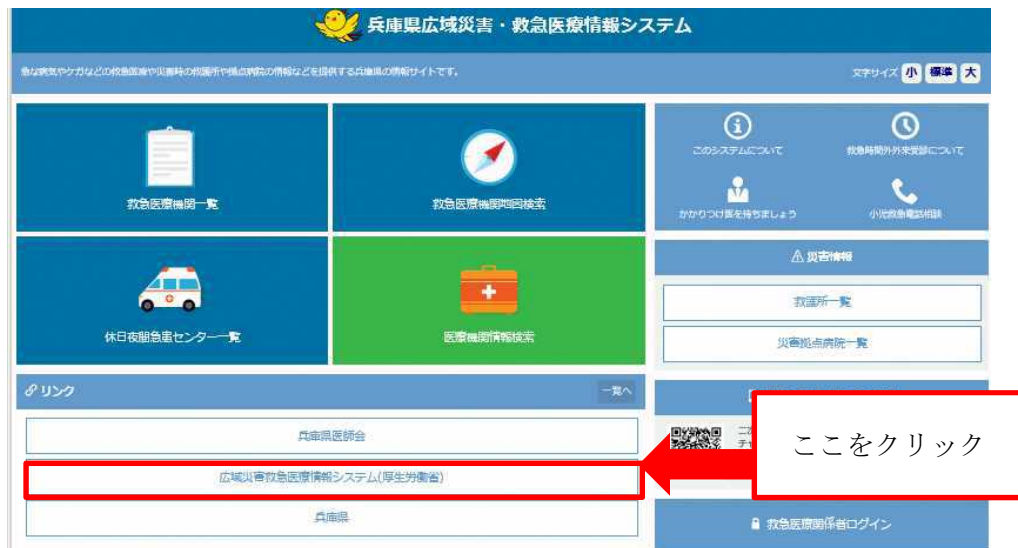 兵庫県広域災害・救急医療情報システム
急な病気やケガなどの救急医療や災害時の救護所や拠点病院の情報などを提供する兵庫県の情報サイトです。
文字サイズ 小 標準 大
救急医療機関一覧
救急医療機関地図検索
このシステムについて
救急時間外外来受診について
かかりつけ医を持ちましょう
小児救急電話相談
休日夜間急患センター一覧
医療機関情報検索
災害情報
救護所一覧
災害拠点病院一覧
リンク
一覧へ
兵庫県医師会
広域災害救急医療情報システム(厚生労働省)
兵庫県
ここをクリック
救急医療関係者ログイン